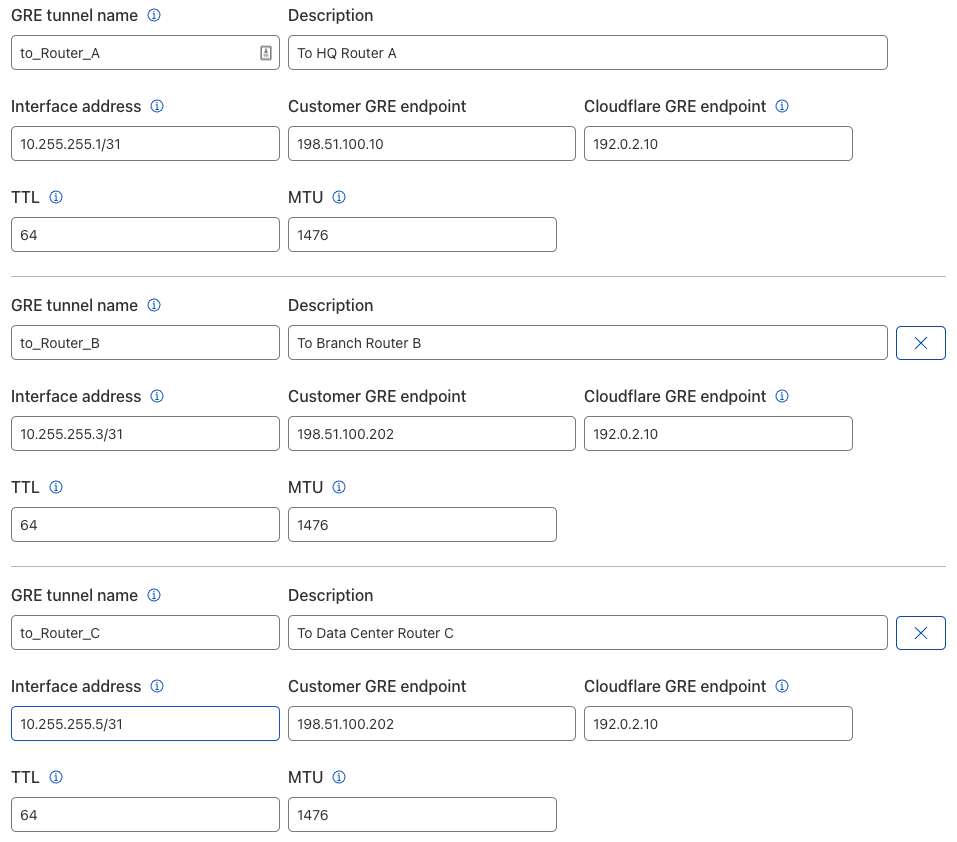 GRE tunnel name
Description
to_Router_A
To HQ Router A
Interface address
Customer GRE endpoint
Cloudflare GRE endpoint
10.255.255.1/31
198.51.100.10
192.0.2.10
TTL
MTU
64
1476
GRE tunnel name
Description
to_Router_B
To Branch Router B
Interface address
Customer GRE endpoint
Cloudflare GRE endpoint
10.255.255.3/31
198.51.100.202
192.0.2.10
TTL
MTU
64
1476
GRE tunnel name
Description
to_Router_C
To Data Center Router C
Interface address
Customer GRE endpoint
Cloudflare GRE endpoint
10.255.255.5/31
198.51.100.202
192.0.2.10
TTL
MTU
64
1476